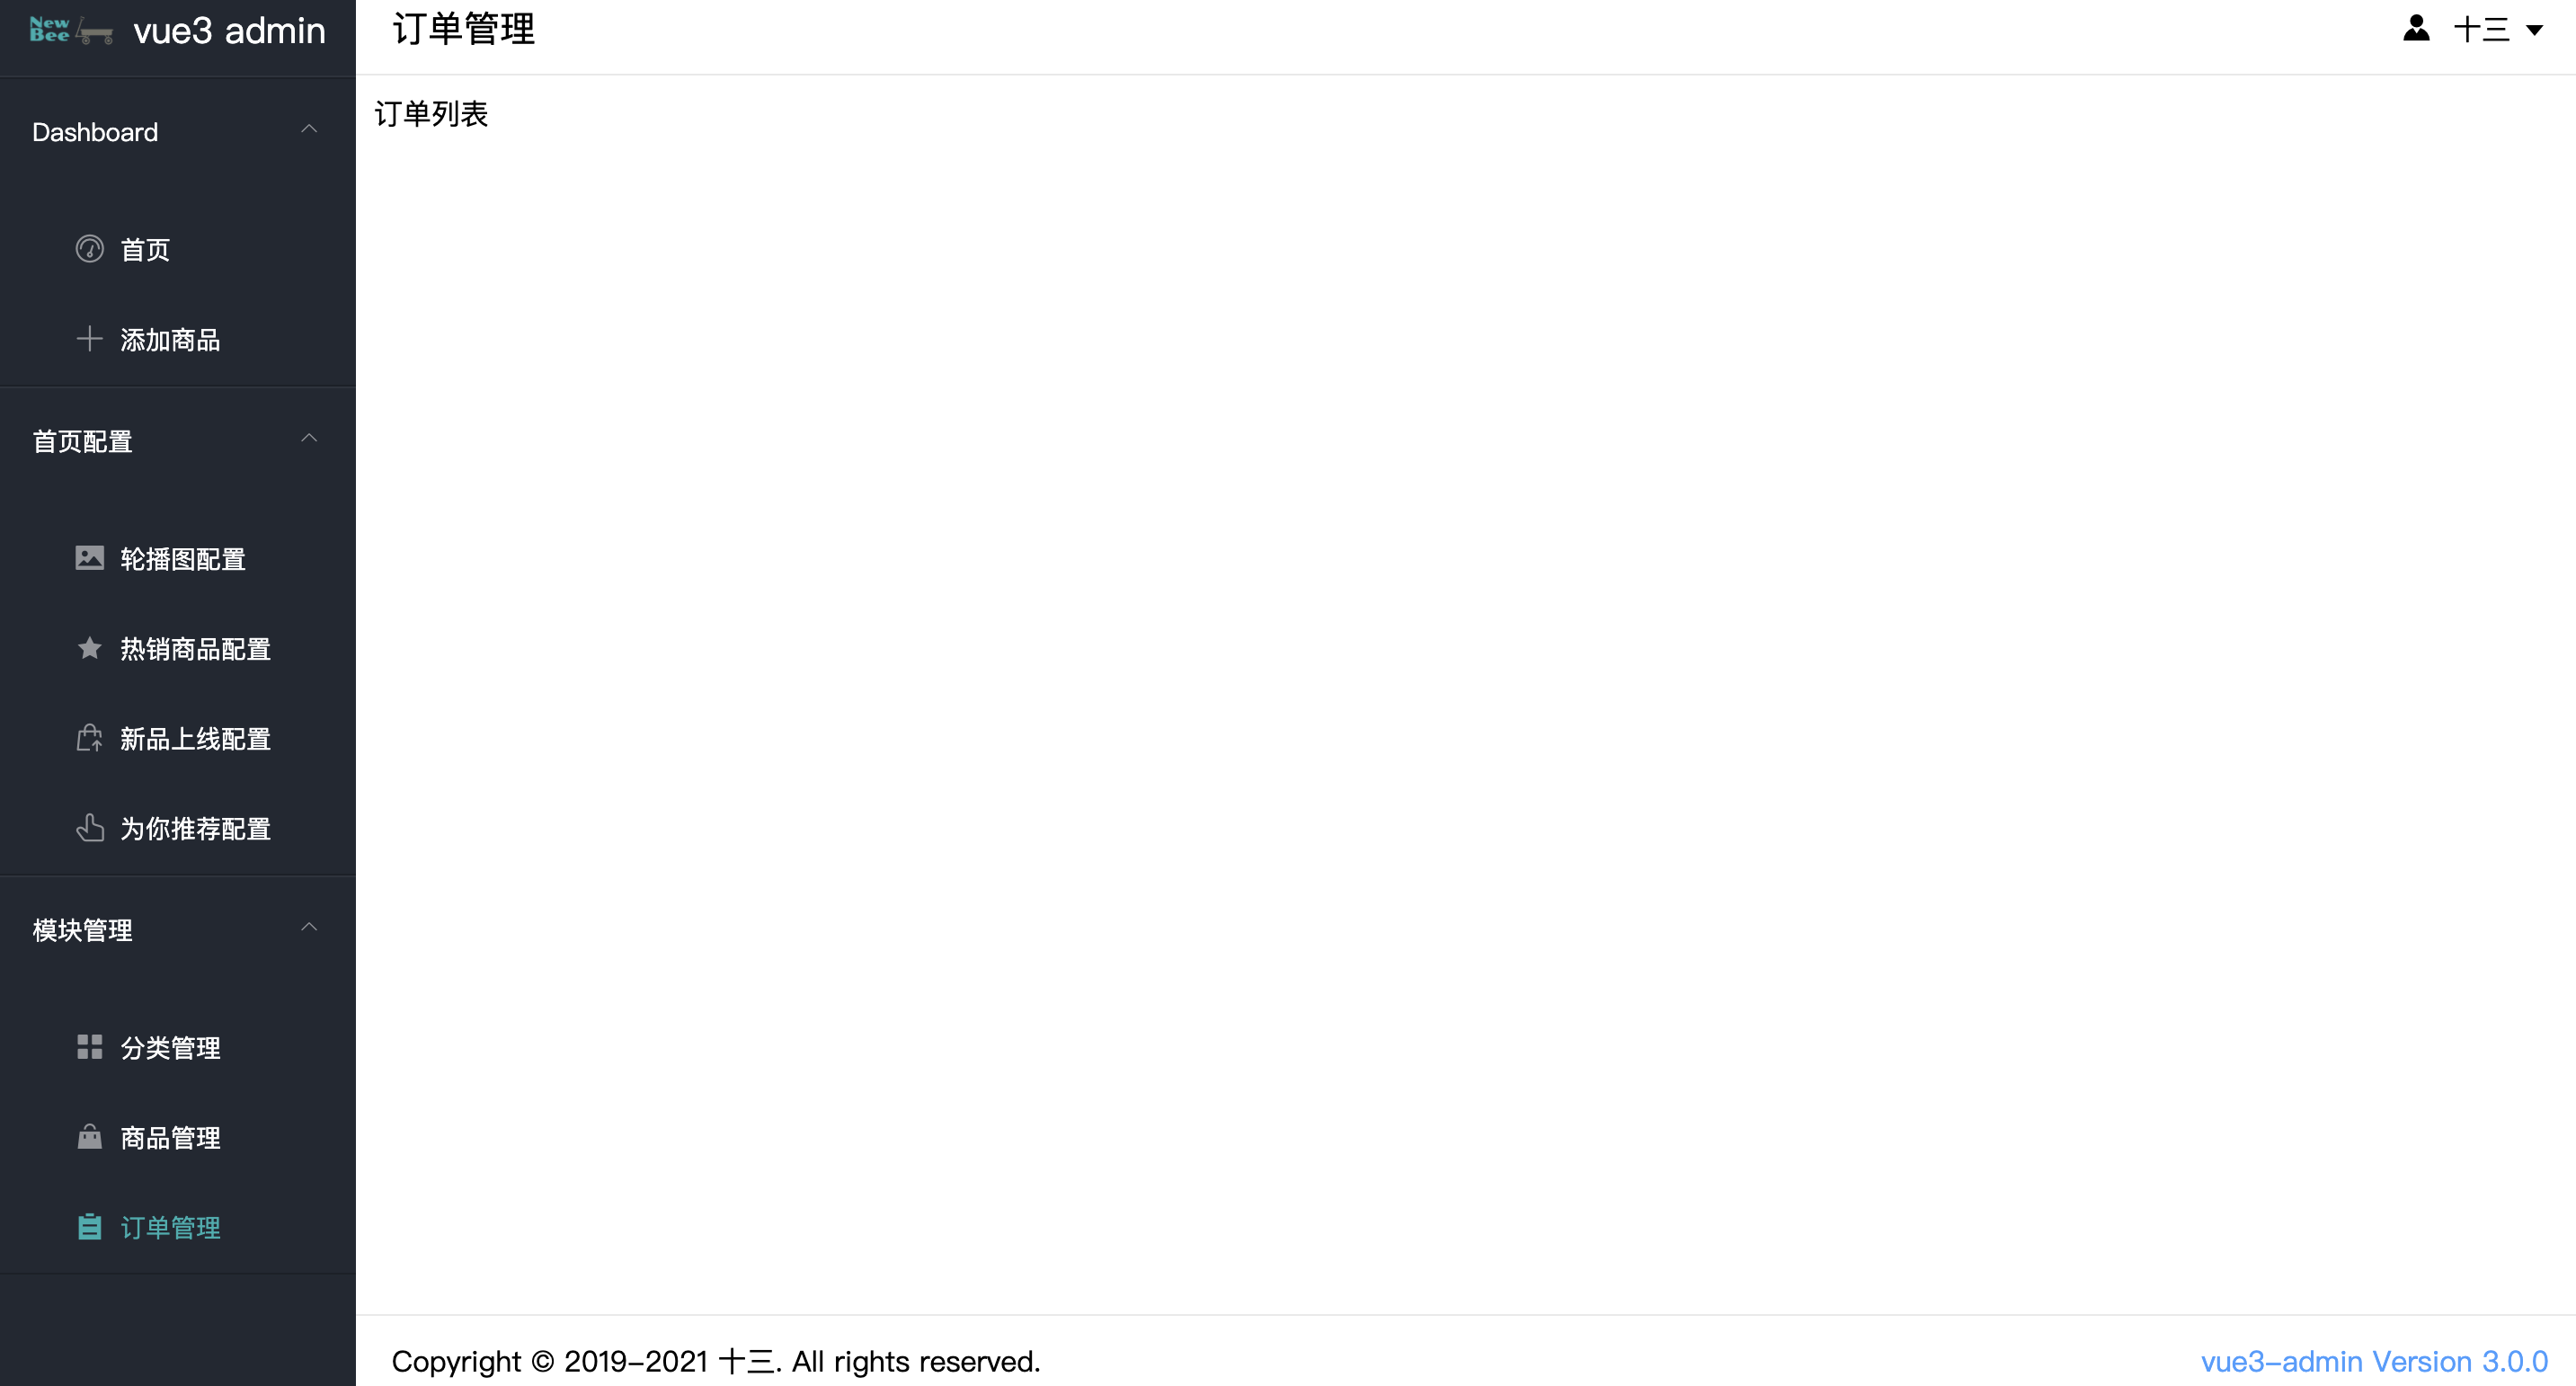 New
Bee
vue3 admin
订单管理
十三
订单列表
Dashboard
首页
添加商品
首页配置
轮播图配置
热销商品配置
新品上线配置
为你推荐配置
模块管理
分类管理
商品管理
订单管理
Copyright © 2019-2021 十三. All rights reserved.
vue3-admin Version 3.0.0